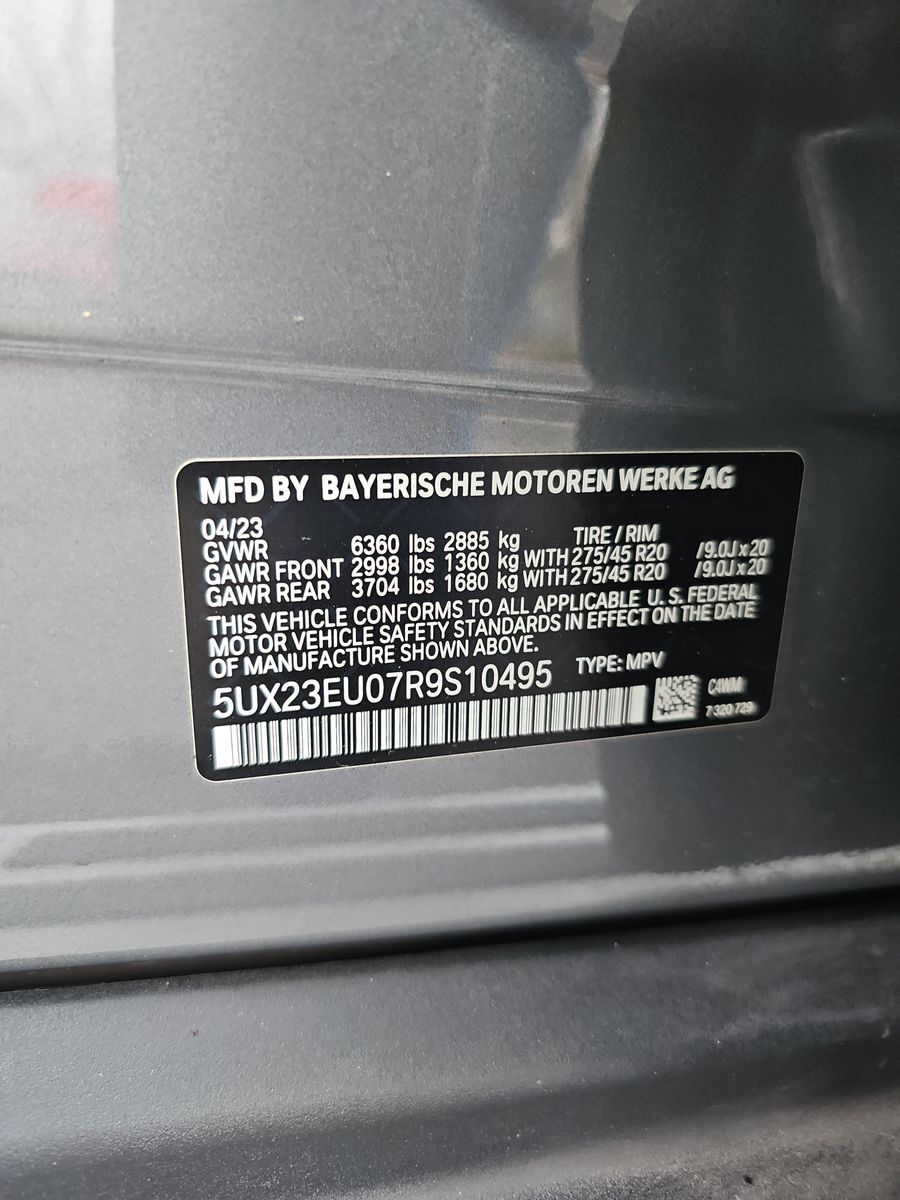 MFD BY BAYERISCHE MOTOREN WERKE AG
04/23 TIRE / RIM
GVWR 6360 lbs 2885 kg
GAWR FRONT 2998 lbs 1360 kg WITH 275/45 R20 /9.0J x 20
GAWR REAR 3704 lbs 1680 kg WITH 275/45 R20 /9.0J x 20
THIS VEHICLE CONFORMS TO ALL APPLICABLE U.S. FEDERAL
MOTOR VEHICLE SAFETY STANDARDS IN EFFECT ON THE DATE
OF MANUFACTURE SHOWN ABOVE.
5UX23EU07R9S10495 TYPE: MPV
C4WM
7 320 729